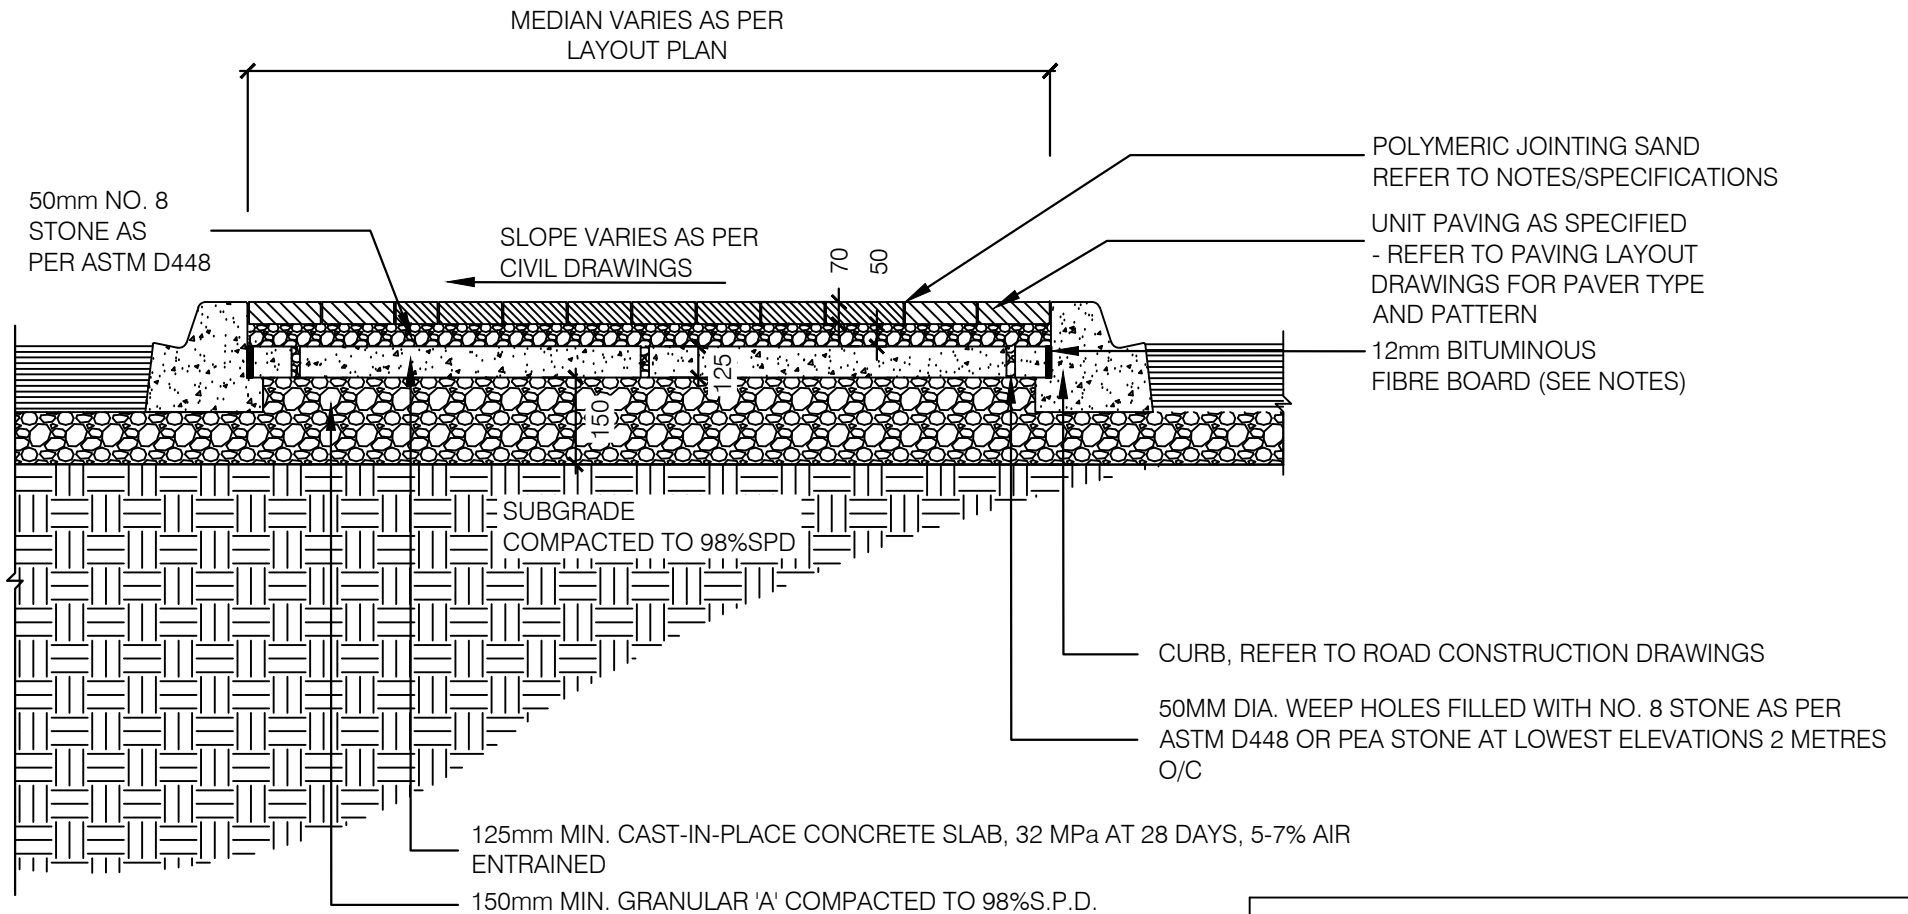 MEDIAN VARIES AS PER
LAYOUT PLAN
POLYMERIC JOINTING SAND
REFER TO NOTES/SPECIFICATIONS
50mm NO. 8
STONE AS
PER ASTM D448
SLOPE VARIES AS PER
CIVIL DRAWINGS
70
50
UNIT PAVING AS SPECIFIED
- REFER TO PAVING LAYOUT
DRAWINGS FOR PAVER TYPE
AND PATTERN
12mm BITUMINOUS
FIBRE BOARD (SEE NOTES)
125
150
SUBGRADE
COMPACTED TO 98%SPD
CURB, REFER TO ROAD CONSTRUCTION DRAWINGS
50MM DIA. WEEP HOLES FILLED WITH NO. 8 STONE AS PER
ASTM D448 OR PEA STONE AT LOWEST ELEVATIONS 2 METRES
O/C
125mm MIN. CAST-IN-PLACE CONCRETE SLAB, 32 MPa AT 28 DAYS, 5-7% AIR
ENTRAINED
150mm MIN. GRANULAR 'A' COMPACTED TO 98%S.P.D.